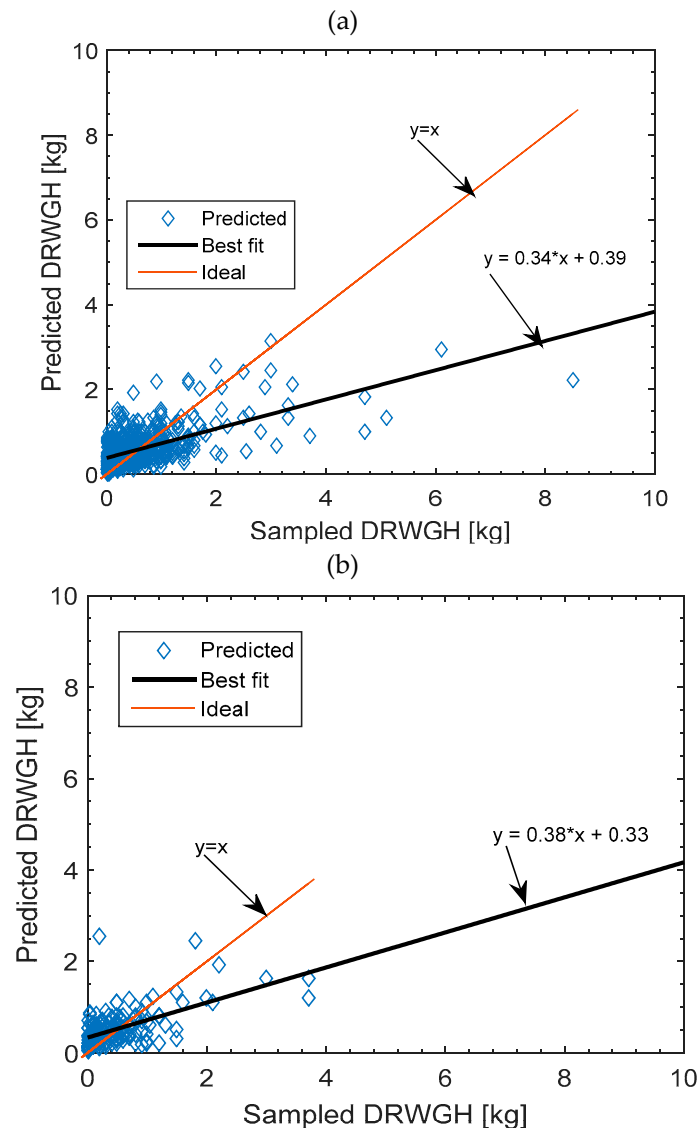 (a)
10
8
6
4
2
0
Predicted DRWGH [kg]
y=x
Predicted
Best fit
Ideal
y = 0.34*x + 0.39
0 2 4 6 8 10
Sampled DRWGH [kg]
(b)
10
8
6
4
2
0
Predicted DRWGH [kg]
Predicted
Best fit
Ideal
y=x
y = 0.38*x + 0.33
0 2 4 6 8 10
Sampled DRWGH [kg]